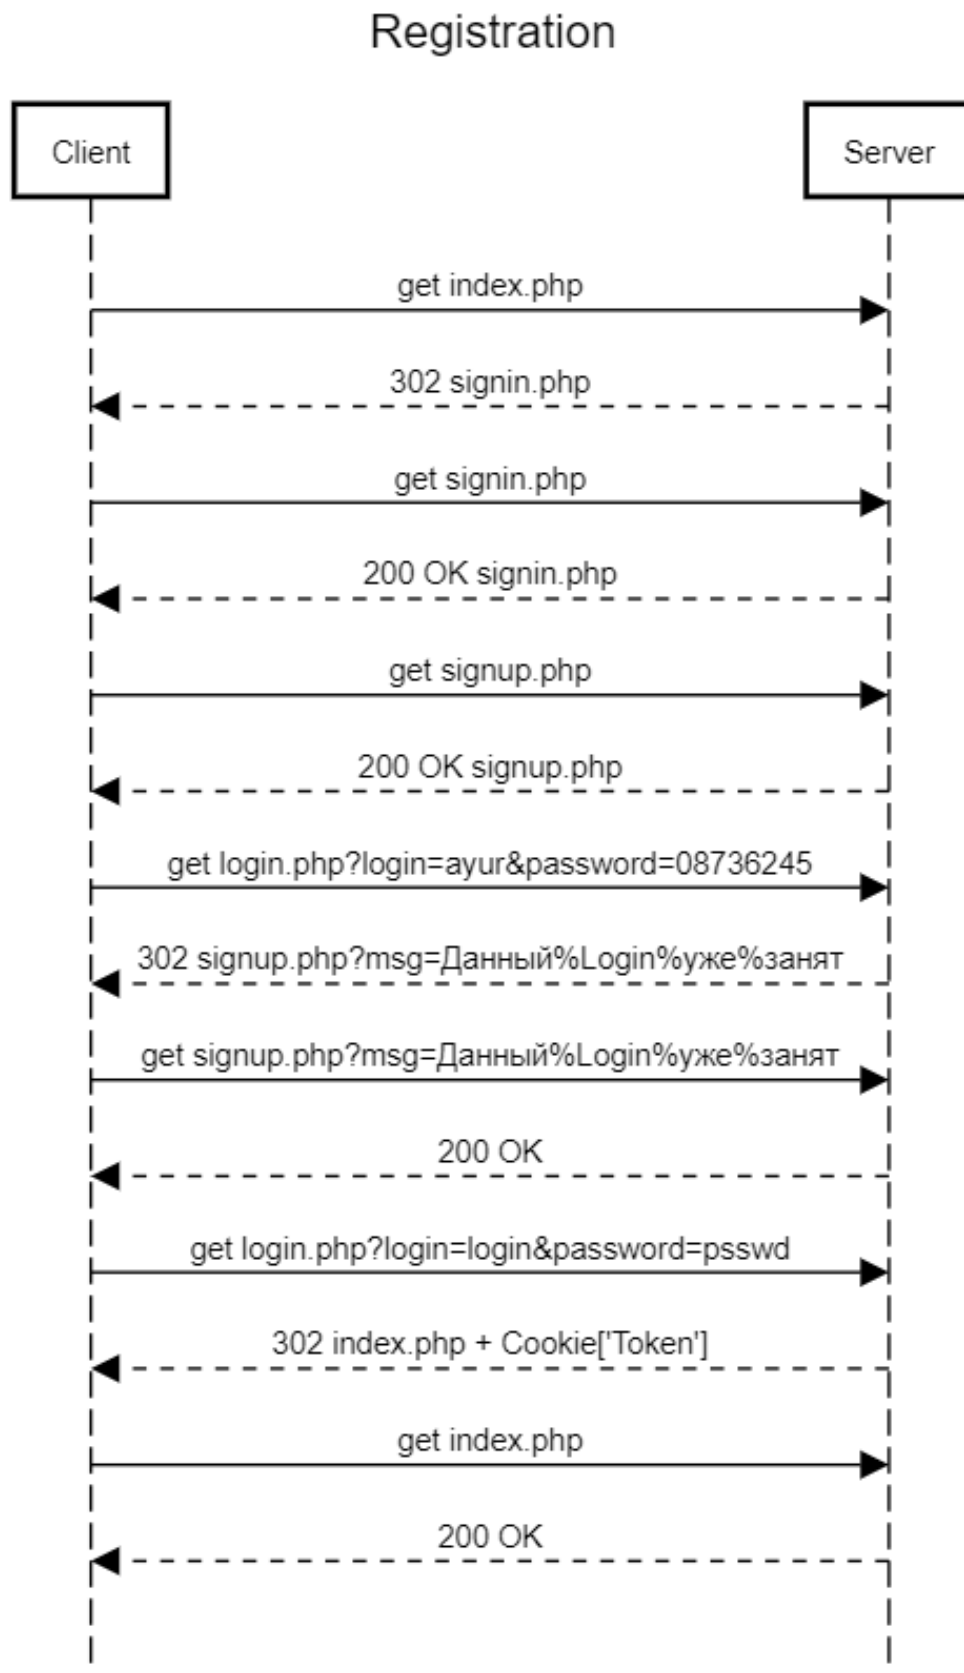 Registration
Client
Server
get index.php
302 signin.php
get signin.php
200 OK signin.php
get signup.php
200 OK signup.php
get login.php?login=ayur&password=08736245
302 signup.php?msg=Данный%Login%уже%занят
get signup.php?msg=Данный%Login%уже%занят
200 OK
get login.php?login=login&password=psswd
302 index.php + Cookie['Token']
get index.php
200 OK